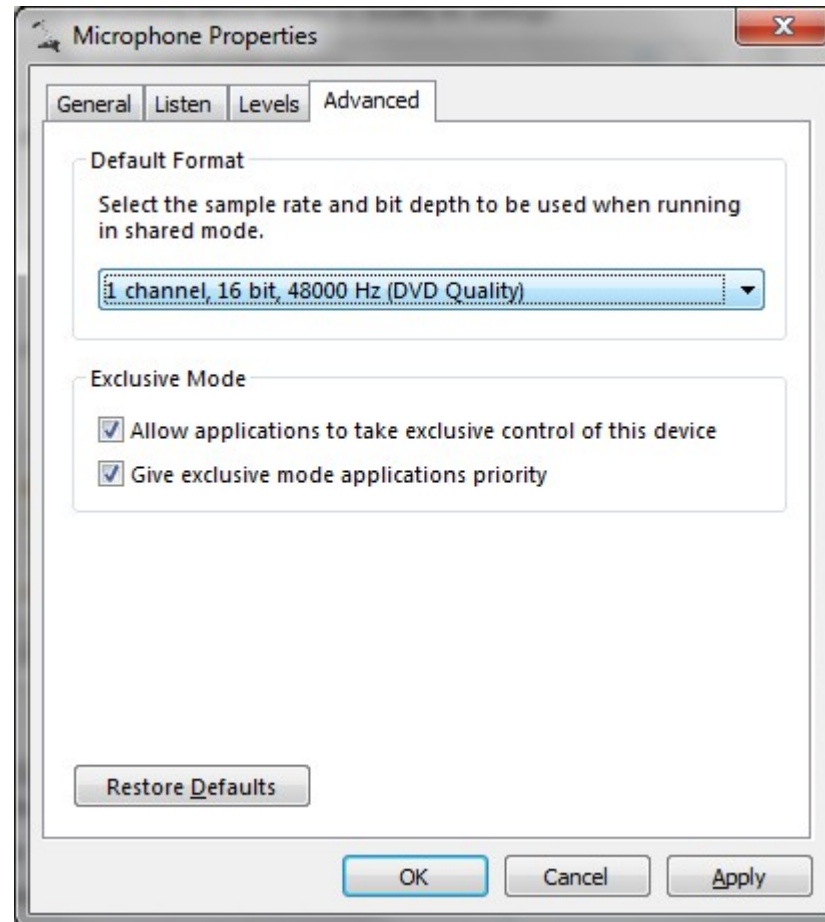 Microphone Properties
General Listen Levels Advanced
Default Format
Select the sample rate and bit depth to be used when running
in shared mode.
1 channel, 16 bit, 48000 Hz (DVD Quality)
Exclusive Mode
Allow applications to take exclusive control of this device
Give exclusive mode applications priority
Restore Defaults
OK Cancel Apply